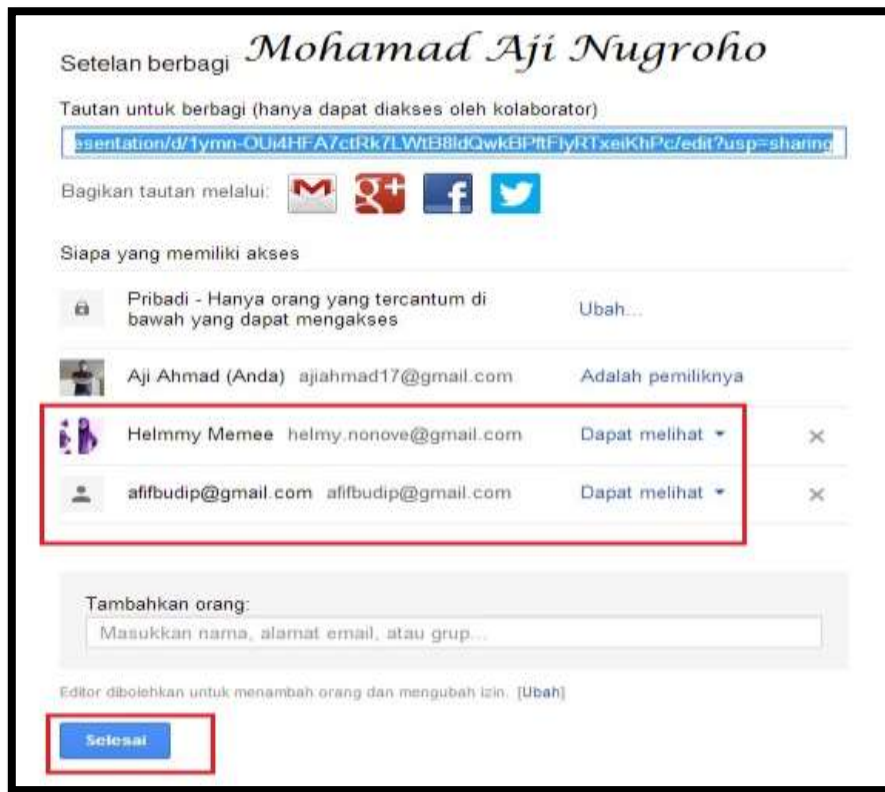 Setelan berbagi Mohamad Aji Nugroho
Tautan untuk berbagi (hanya dapat diakses oleh kolaborator)
esentation/d/1ymn-OUi4HFA7ctRk7LWtB8IdQwkBPftFlyRTxeiKhPc/edit?usp=sharing
Bagikan tautan melalui:
Siapa yang memiliki akses
Pribadi - Hanya orang yang tercantum di
bawah yang dapat mengakses Ubah...
Aji Ahmad (Anda) ajiahmad17@gmail.com Adalah pemiliknya
Helmmy Memee helmy.nonove@gmail.com Dapat melihat
afifbudip@gmail.com afifbudip@gmail.com Dapat melihat
Tambahkan orang:
Masukkan nama, alamat email, atau grup...
Editor dibolehkan untuk menambah orang dan mengubah izin. [Ubah]
Selesai